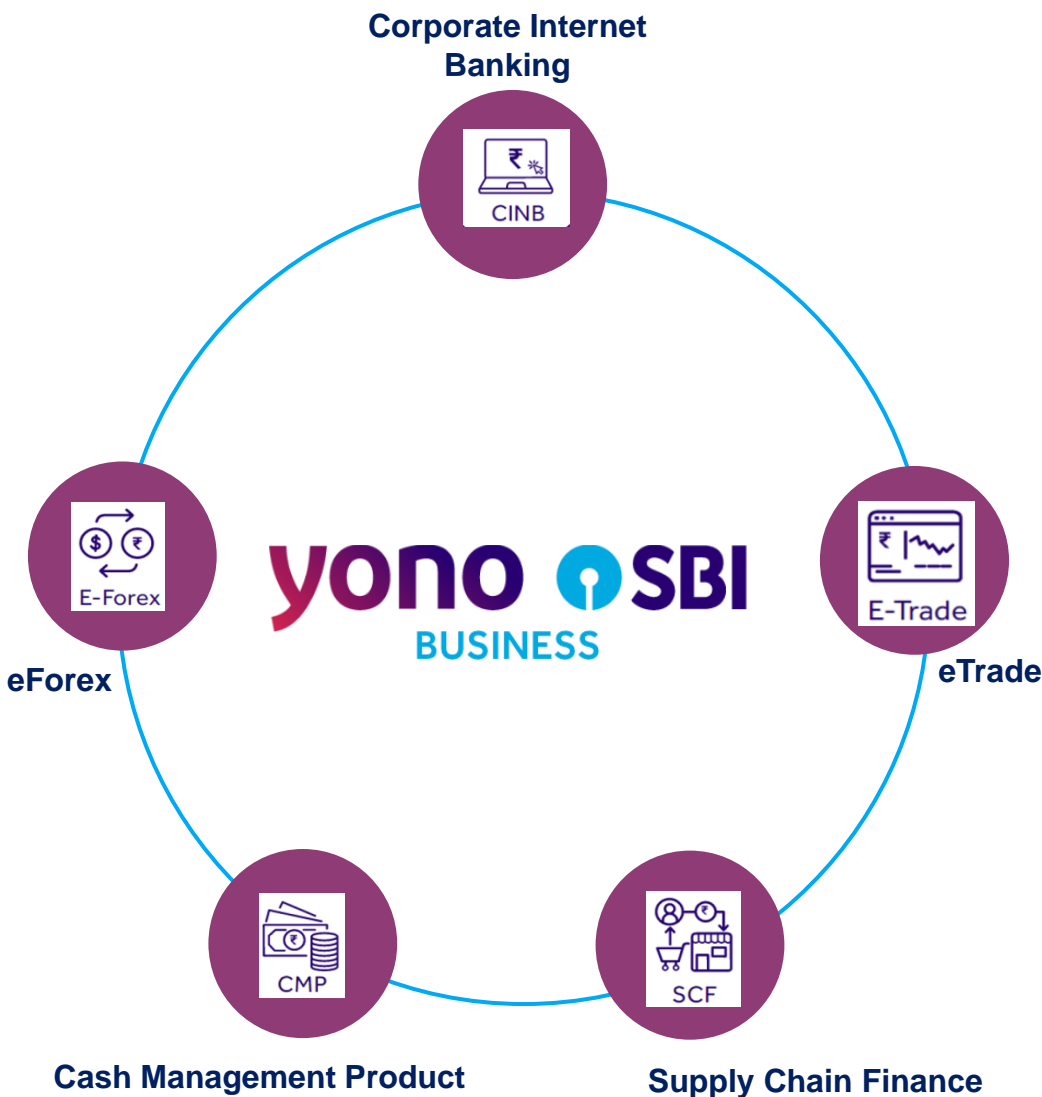 Corporate Internet
Banking
₹
CINB
$ ₹
E-Forex
eForex
yono SBI
BUSINESS
₹
E-Trade
eTrade
₹
CMP
Cash Management Product
₹
SCF
Supply Chain Finance